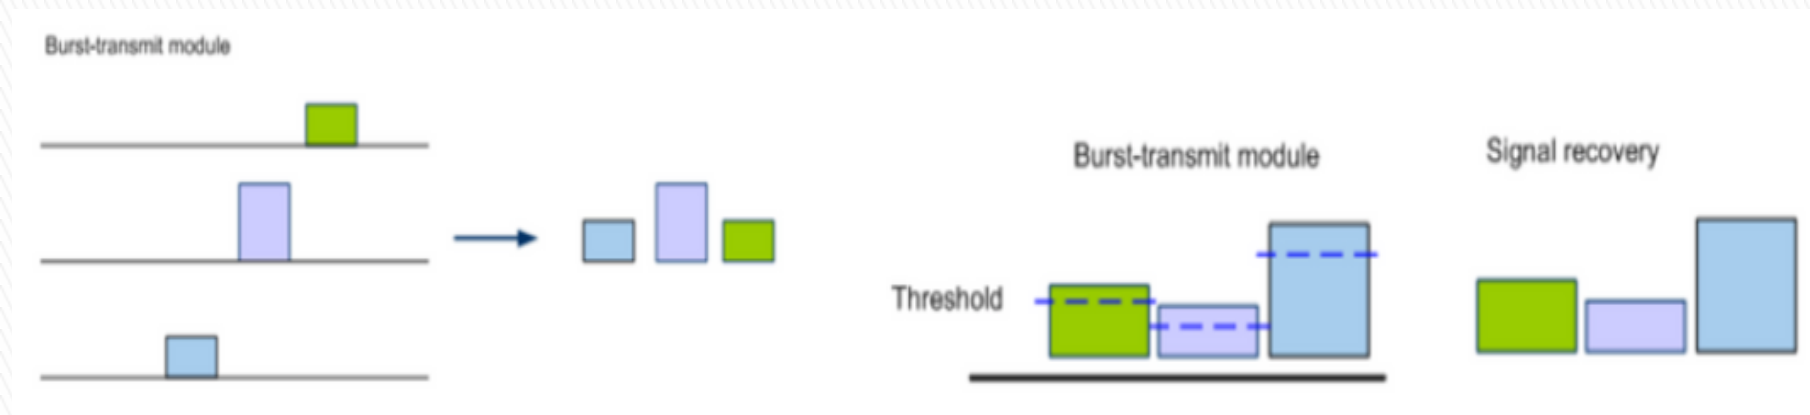 Burst-transmit module
Burst-transmit module
Signal recovery
Threshold